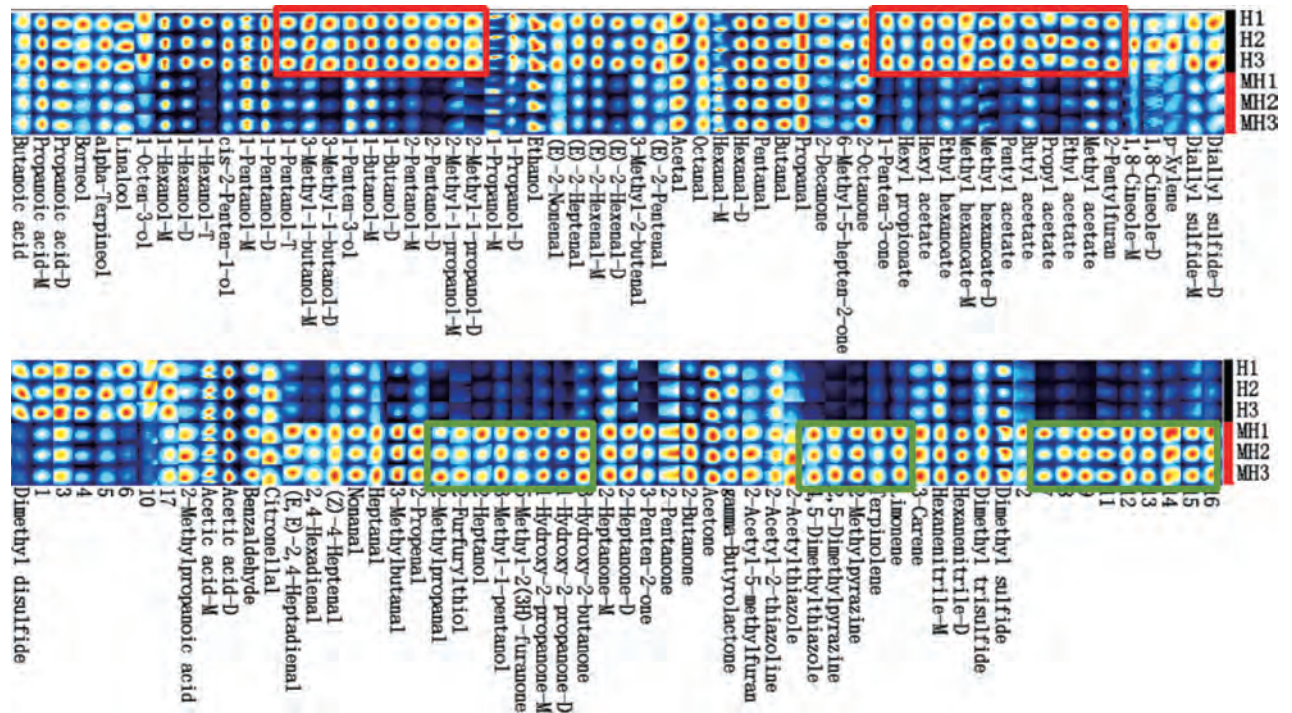 H1
H2
H3
MH1
MH2
MH3
Butanoic acid
Propanoic acid-M
Propanoic acid-D
Borneol
alpha-Terpineol
Linalool
1-Octen-3-ol
1-Hexanol-M
1-Hexanol-D
1-Hexanol-T
cis-2-Penten-1-ol
1-Pentanol-M
1-Pentanol-D
1-Pentanol-T
3-Methyl-1-butanol-M
3-Methyl-1-butanol-D
1-Penten-3-ol
1-Butanol-M
1-Butanol-D
2-Pentanol-M
2-Pentanol-D
2-Methyl-1-propanol-M
2-Methyl-1-propanol-D
1-Propanol-M
1-Propanol-D
Ethanol
(E)-2-Nonenal
(E)-2-Heptenal
(E)-2-Hexenal-M
(E)-2-Hexenal-D
3-Methyl-2-butenal
(E)-2-Pentenal
Acetal
Octanal
Hexanal-M
Hexanal-D
Pentanal
Butanal
Propanal
2-Decanone
6-Methyl-5-hepten-2-one
2-Octanone
1-Penten-3-one
Hexyl propionate
Hexyl acetate
Ethyl hexanoate
Methyl hexanoate-M
Methyl hexanoate-D
Pentyl acetate
Butyl acetate
Propyl acetate
Ethyl acetate
Methyl acetate
2-Pentylfuran
1,8-Cineole-M
1,8-Cineole-D
p-Xylene
Diallyl sulfide-M
Diallyl sulfide-D
H1
H2
H3
MH1
MH2
MH3
Dimethyl disulfide
1
3
4
5
6
10
17
2-Methylpropanoic acid
Acetic acid-M
Acetic acid-D
Benzaldehyde
Citronellal
(E,E)-2,4-Heptadienal
2,4-Hexadienal
(Z)-4-Heptenal
Nonanal
Heptanal
3-Methylbutanal
2-Propenal
2-Methylpropanal
2-Furfurylthiol
2-Heptanol
3-Methyl-1-pentanol
5-Methyl-2(3H)-furanone
1-Hydroxy-2-propanone-M
1-Hydroxy-2-propanone-D
3-Hydroxy-2-butanone
2-Heptanone-M
2-Heptanone-D
3-Penten-2-one
2-Pentanone
2-Butanone
Acetone
gamma-Butyrolactone
2-Acetyl-5-methylfuran
2-Acetyl-2-thiazoline
2-Acetylthiazole
,5-Dimethylthiazole
,5-Dimethylpyrazine
2-Methylpyrazine
Terpinolene
Limonene
3-Carene
Hexanenitrile-M
Hexanenitrile-D
Dimethyl trisulfide
Dimethyl sulfide
2
8
9
11
12
13
14
15
16